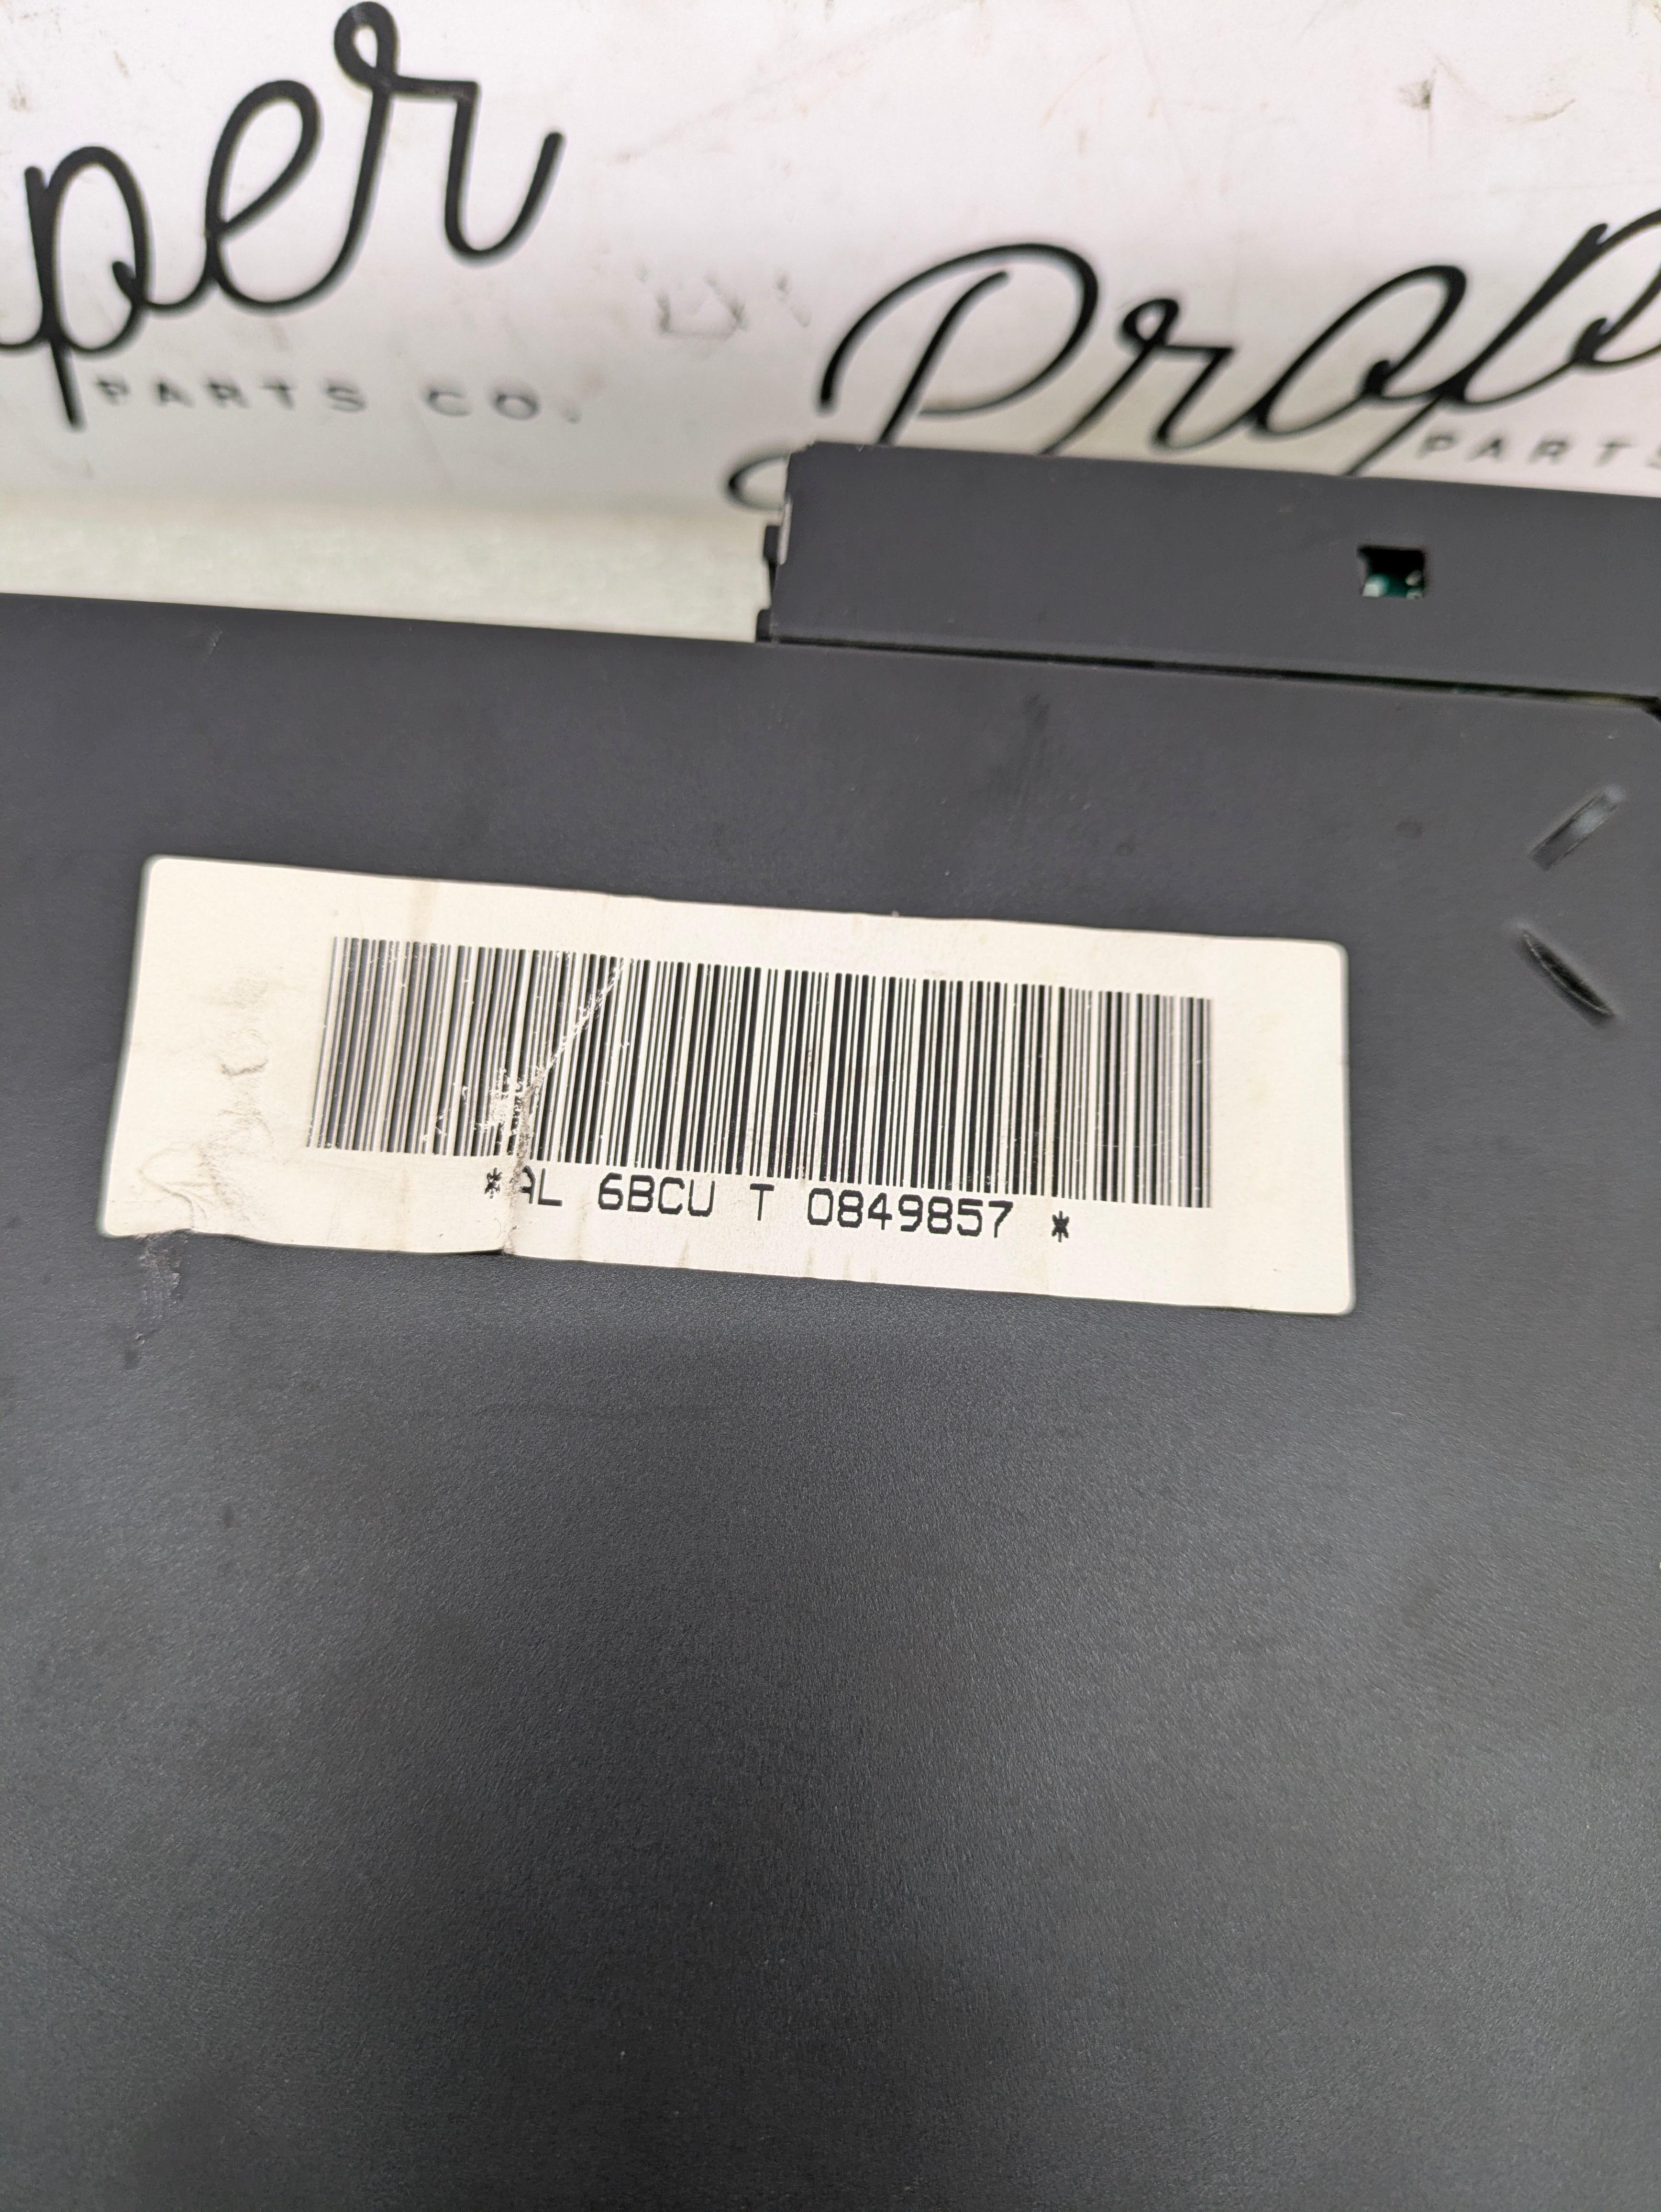 per
PARTS CO.
Prop
PARTS
*AL 6BCU T 0849857 *